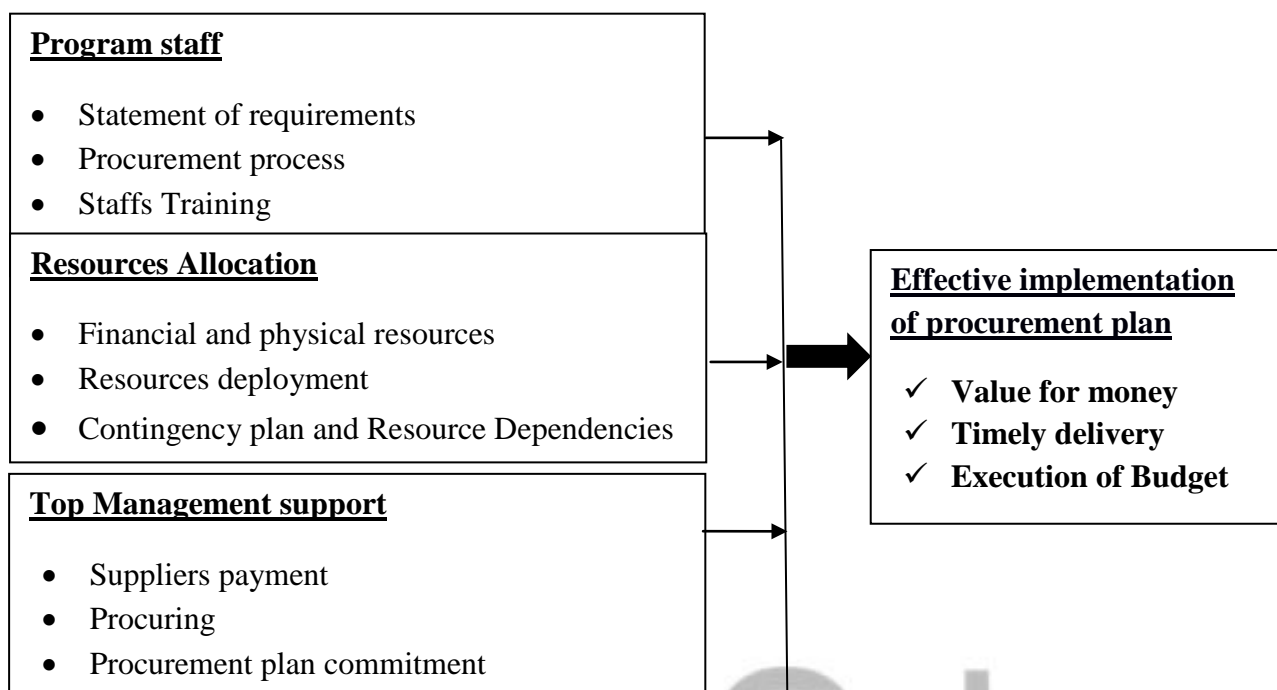 Program staff
• Statement of requirements
• Procurement process
• Staffs Training
Resources Allocation
• Financial and physical resources
• Resources deployment
• Contingency plan and Resource Dependencies
Top Management support
• Suppliers payment
• Procuring
• Procurement plan commitment
Effective implementation
of procurement plan
✓ Value for money
✓ Timely delivery
✓ Execution of Budget